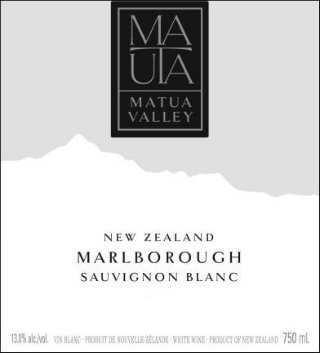 MA
UTA
MATUA
VALLEY
NEW ZEALAND
MARLBOROUGH
SAUVIGNON BLANC
13.0% alc./vol. VIN BLANC · PRODUIT DE NOUVELLE-ZÉLANDE · WHITE WINE · PRODUCT OF NEW ZEALAND 750 ml